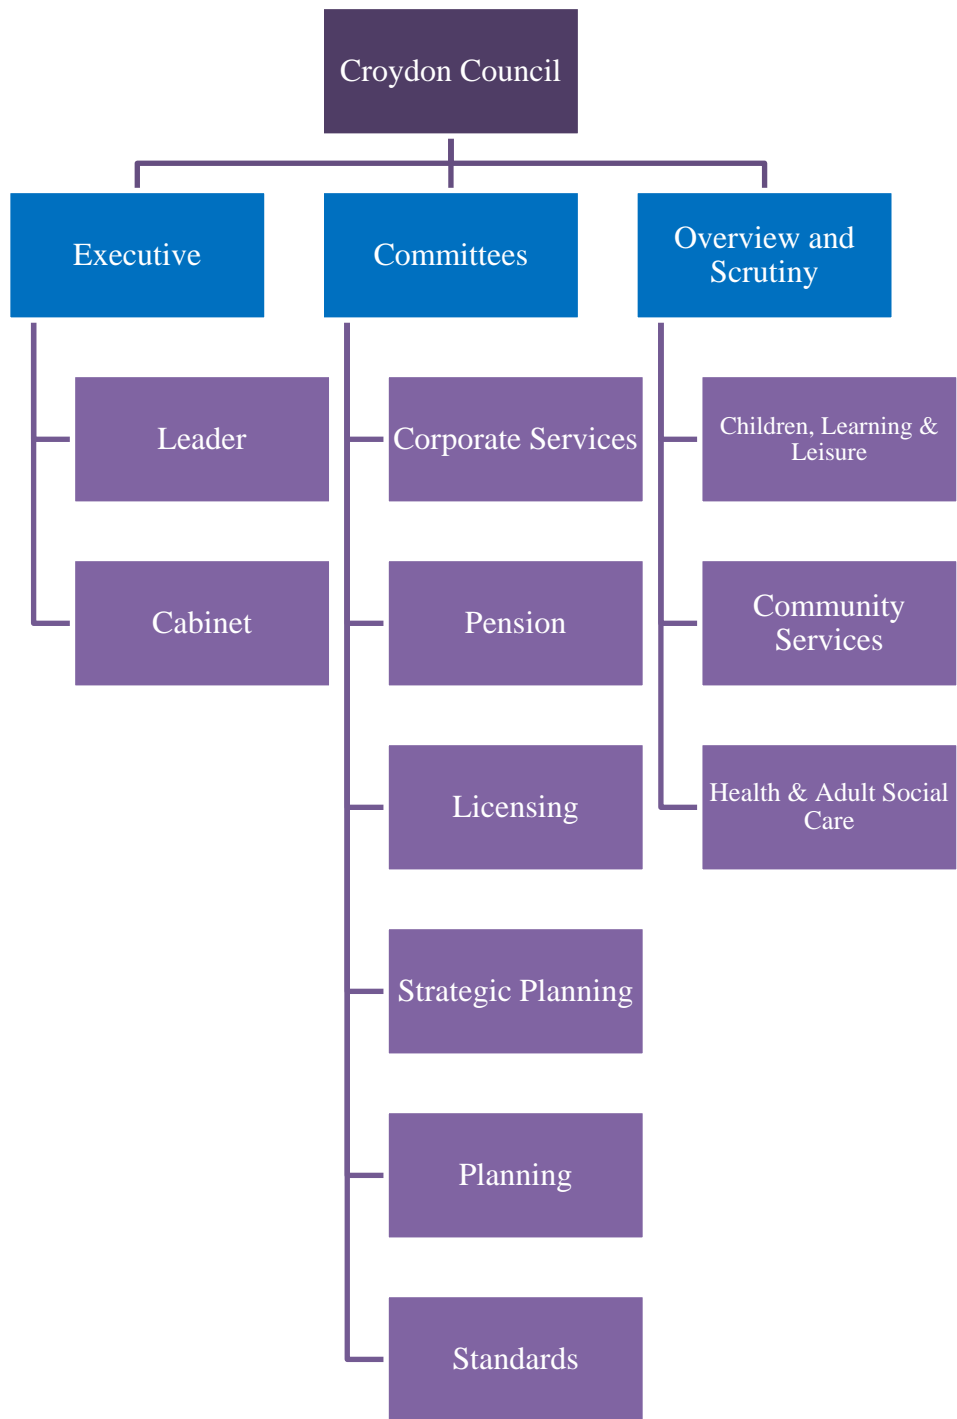 Croydon Council
Executive
Committees
Overview and
Scrutiny
Leader
Cabinet
Corporate Services
Pension
Licensing
Strategic Planning
Planning
Standards
Children, Learning &
Leisure
Community
Services
Health & Adult Social
Care